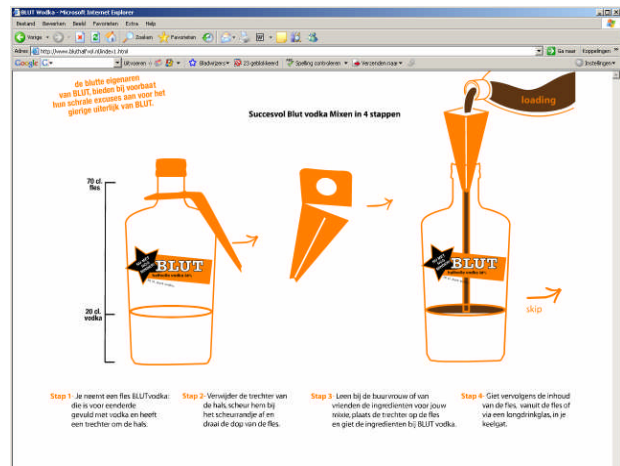 BLUT Wodka - Microsoft Internet Explorer
Bestand Bewerken Beeld Favorieten Extra Help
Vorige Zoeken Favorieten
Adres http://www.bluthalfvol.nl/index1.html Ga naar Koppelingen
Google Uitvoeren Bladwijzers 23 geblokkeerd Spelling controleren Verzenden naar Instellingen
de blutte eigenaren
van BLUT, bieden bij voorbaat
hun schrale excuses aan voor het
gierige uiterlijk van BLUT.
loading
Succesvol Blut vodka Mixen in 4 stappen
70 cl.
fles
BLUT
BLUT
20 cl.
vodka
skip
Stap 1- Je neemt een fles BLUTvodka:
die is voor eenderde
gevuld met vodka en heeft
een trechter om de hals.
Stap 2- Verwijder de trechter van
de hals, scheur hem bij
het scheurrandje af en
draai de dop van de fles.
Stap 3- Leen bij de buurvrouw of van
vrienden de ingredienten voor jouw
mixie, plaats de trechter op de fles
en giet de ingredienten bij BLUT vodka.
Stap 4- Giet vervolgens de inhoud
van de fles, vanuit de fles of
via een longdrinkglas, in je
keelgat.